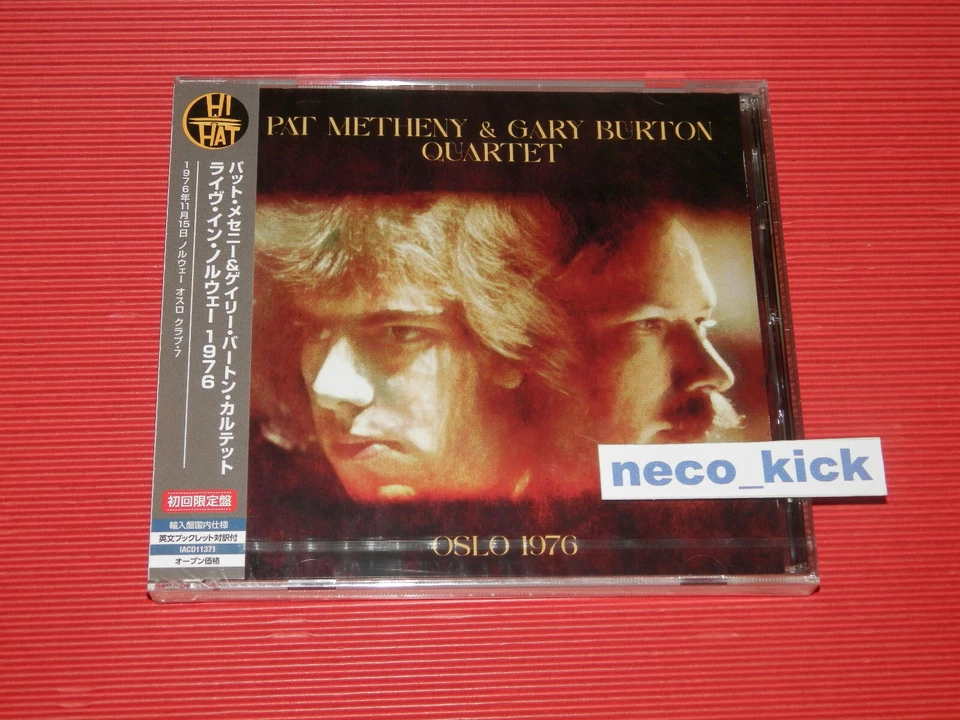 HI
HAT
PAT METHENY & GARY BURTON
QUARTET
パット・メセニー&ゲイリー・バートン・カルテット
ライヴ・イン・ノルウェー 1976
1976年11月15日 ノルウェー オスロ クラブ・7
初回限定盤
輸入盤国内仕様
英文ブックレット対訳付
IACD11371
オープン価格
OSLO 1976
neco_kick